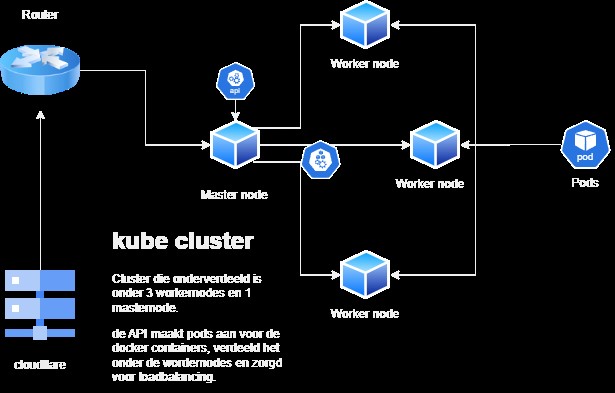 Router
Worker node
api
Master node
Worker node
pod
Pods
kube cluster
Cluster die onderverdeeld is
onder 3 workernodes en 1
masternode.
Worker node
de API maakt pods aan voor de
docker containers, verdeeld het
onder de wordernodes en zorgd
voor loadbalancing.
cloudflare